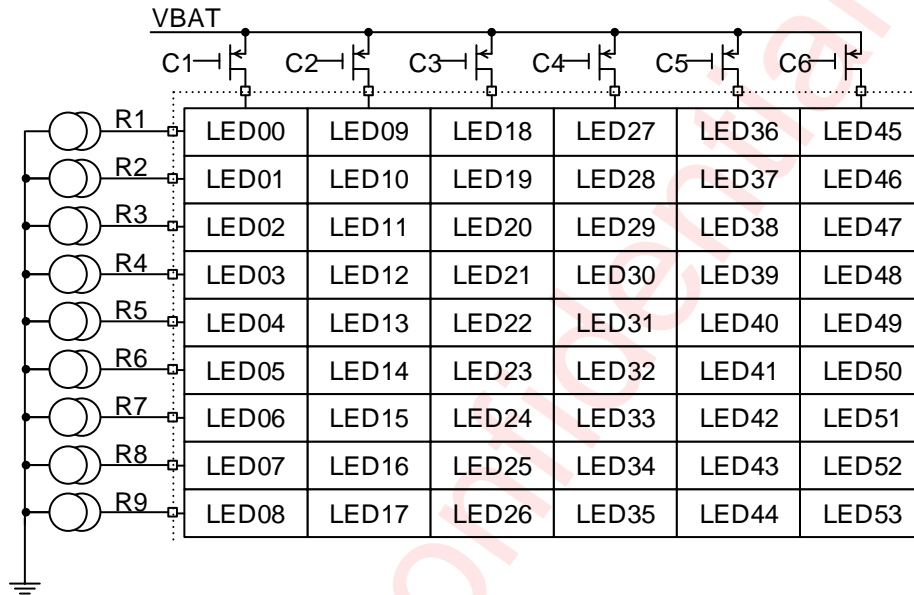 VBAT
C1 C2 C3 C4 C5 C6
R1 LED00 LED09 LED18 LED27 LED36 LED45
R2 LED01 LED10 LED19 LED28 LED37 LED46
R3 LED02 LED11 LED20 LED29 LED38 LED47
R4 LED03 LED12 LED21 LED30 LED39 LED48
R5 LED04 LED13 LED22 LED31 LED40 LED49
R6 LED05 LED14 LED23 LED32 LED41 LED50
R7 LED06 LED15 LED24 LED33 LED42 LED51
R8 LED07 LED16 LED25 LED34 LED43 LED52
R9 LED08 LED17 LED26 LED35 LED44 LED53
onfidential